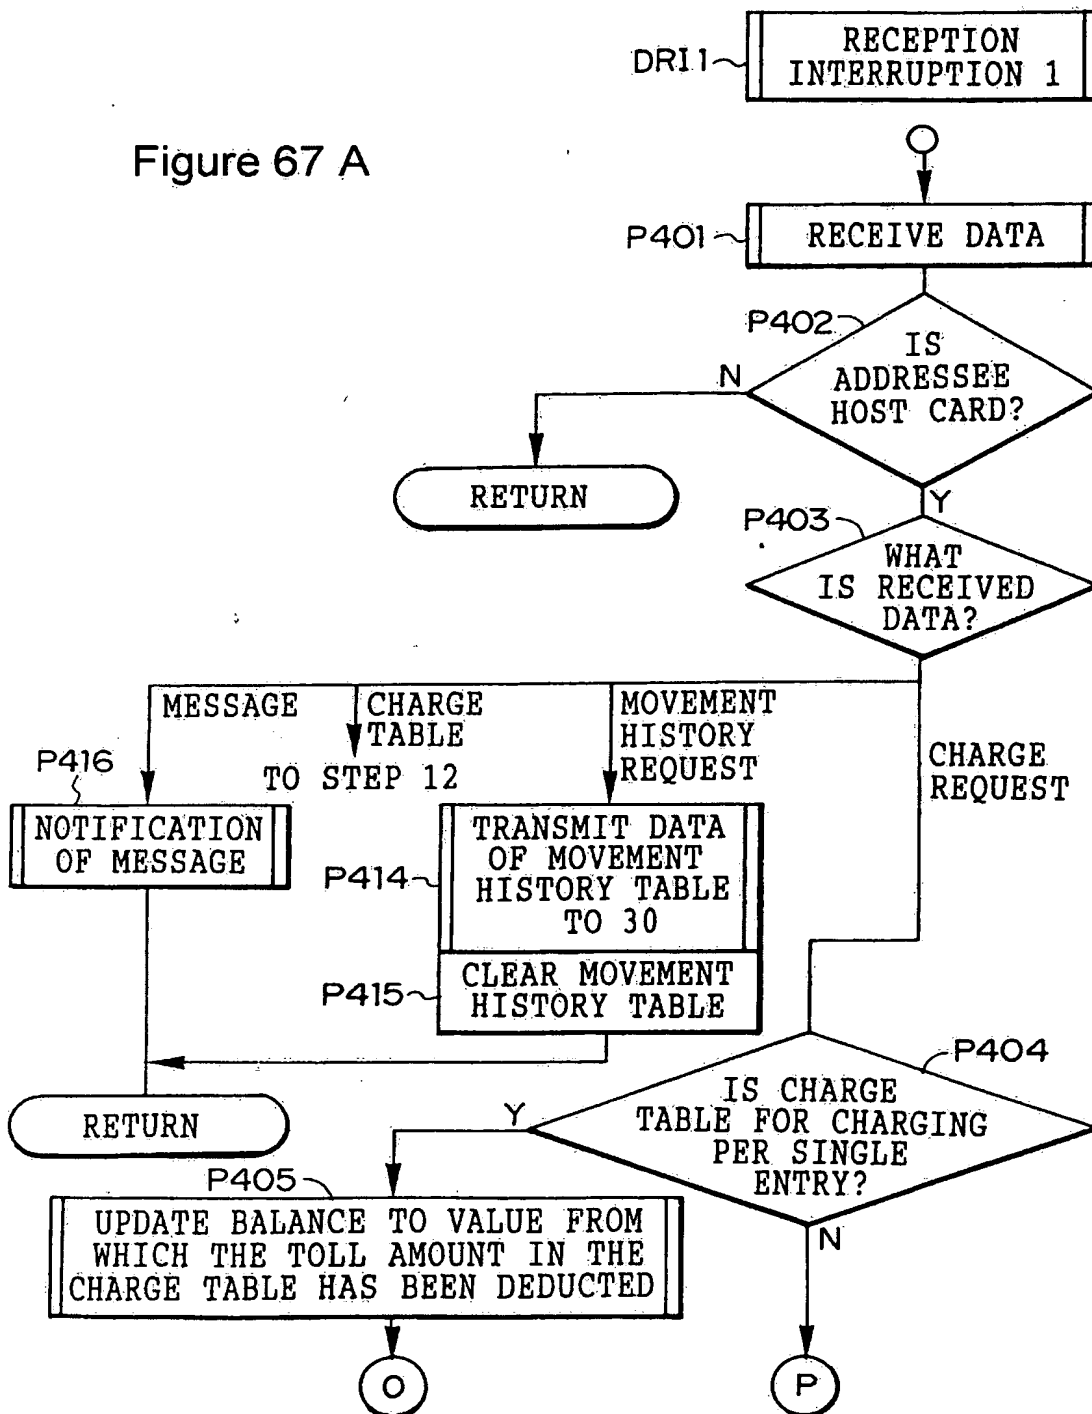 DRI1
RECEPTION
INTERRUPTION 1
Figure 67 A
P401
RECEIVE DATA
P402
IS
ADDRESSEE
HOST CARD?
N
RETURN
Y
P403
WHAT
IS RECEIVED
DATA?
MESSAGE
CHARGE
TABLE
TO STEP 12
MOVEMENT
HISTORY
REQUEST
CHARGE
REQUEST
P416
NOTIFICATION
OF MESSAGE
P414
TRANSMIT DATA
OF MOVEMENT
HISTORY TABLE
TO 30
P415
CLEAR MOVEMENT
HISTORY TABLE
RETURN
P404
IS CHARGE
TABLE FOR CHARGING
PER SINGLE
ENTRY?
Y
N
P405
UPDATE BALANCE TO VALUE FROM
WHICH THE TOLL AMOUNT IN THE
CHARGE TABLE HAS BEEN DEDUCTED
O
P